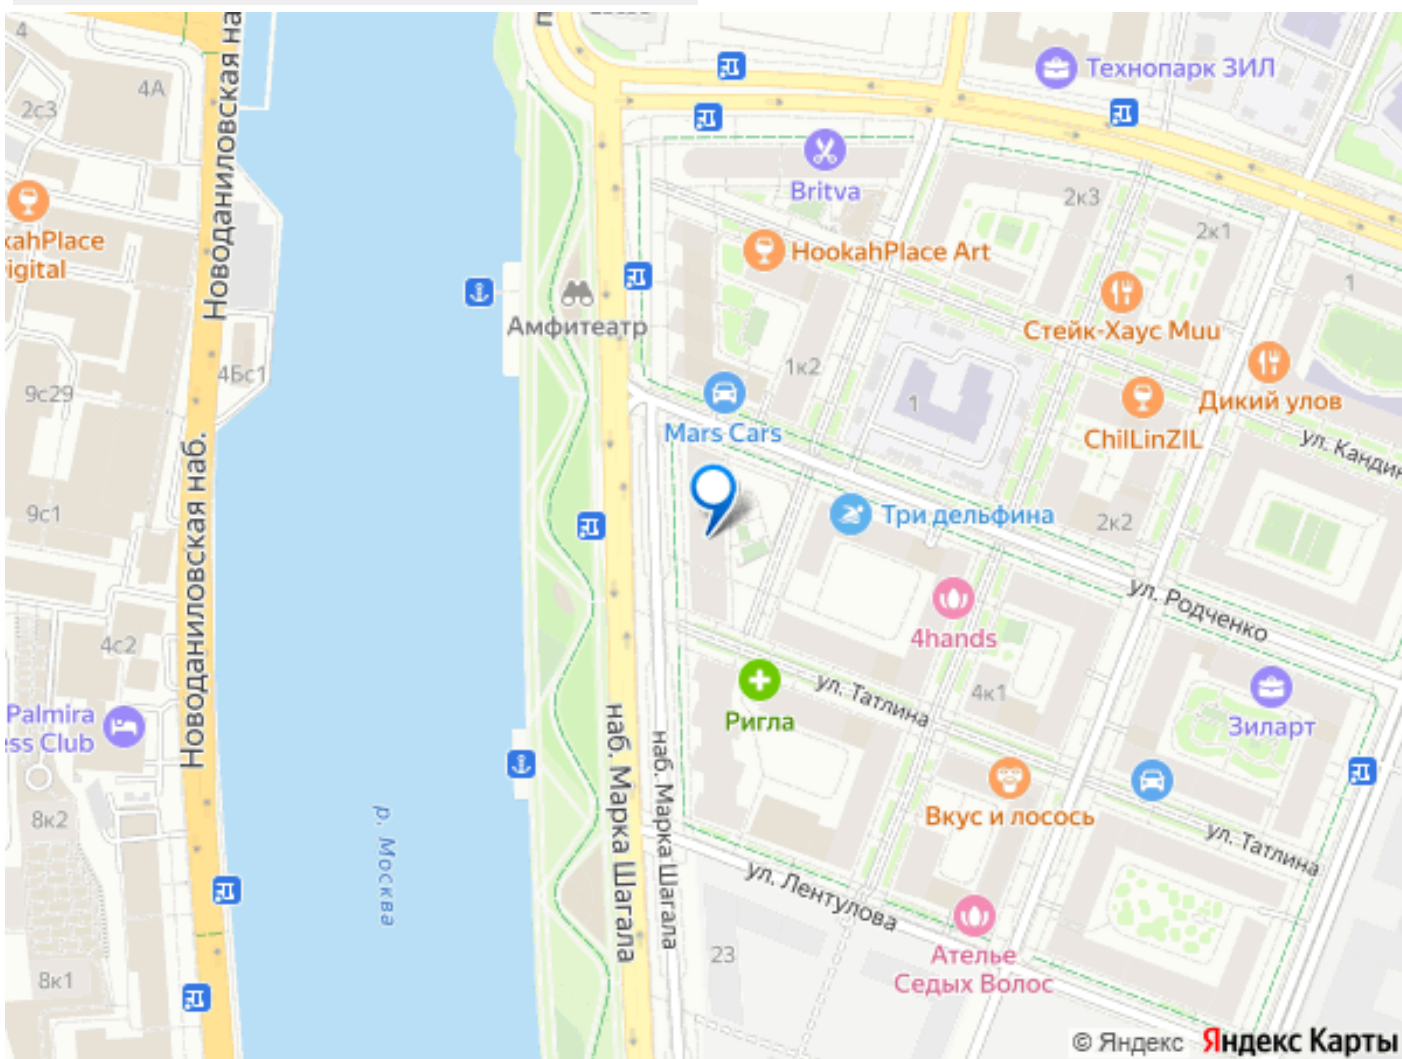 4
4А
2с3
Новоданиловская на
Технопарк ЗИЛ
Britva
2к3
2к1
HookahPlace Art
kahPlace
igital
1
Стейк-Хаус Muu
Амфитеатр
4Бс1
1к2
9с29
1
Дикий улов
Mars Cars
ChilLinZIL
ул. Кандин
Новоданиловская наб.
9с1
Три дельфина
2к2
ул. Родченко
4hands
4с2
4к1
ул. Татлина
Palmira
ss Club
Ригла
Зиларт
наб. Марка Шагала
наб. Марка Шагала
8к2
р. Москва
Вкус и лосось
ул. Татлина
ул. Лентулова
23
Ателье
Седых Волос
8к1
© Яндекс Яндекс Карты